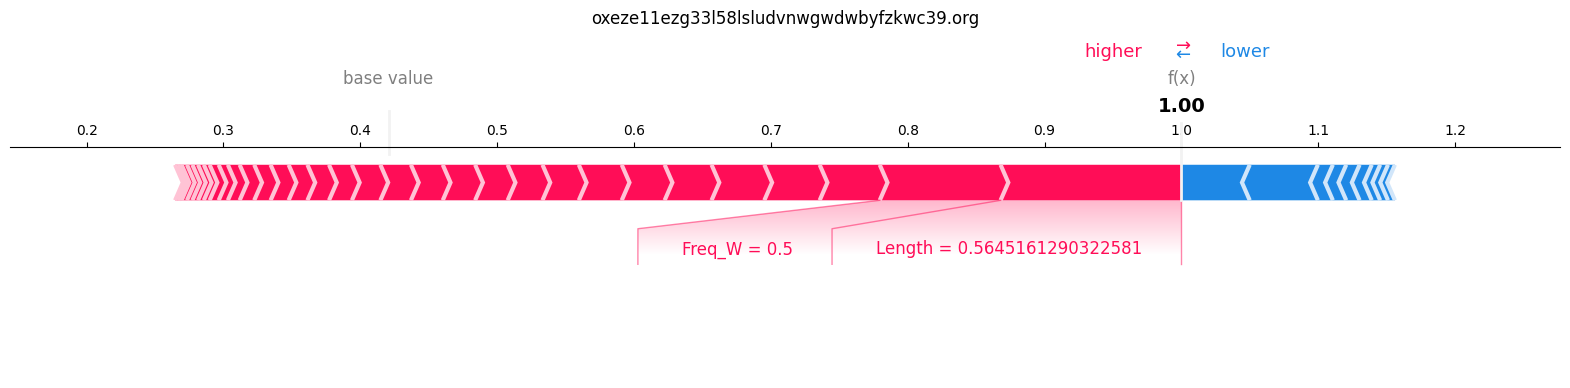 oxeze11ezg33l58lsludvnwgwdwbyfzkwc39.org
higher ⇄ lower
base value f(x)
1.00
0.2 0.3 0.4 0.5 0.6 0.7 0.8 0.9 1.0 1.1 1.2
Freq_W = 0.5 Length = 0.5645161290322581